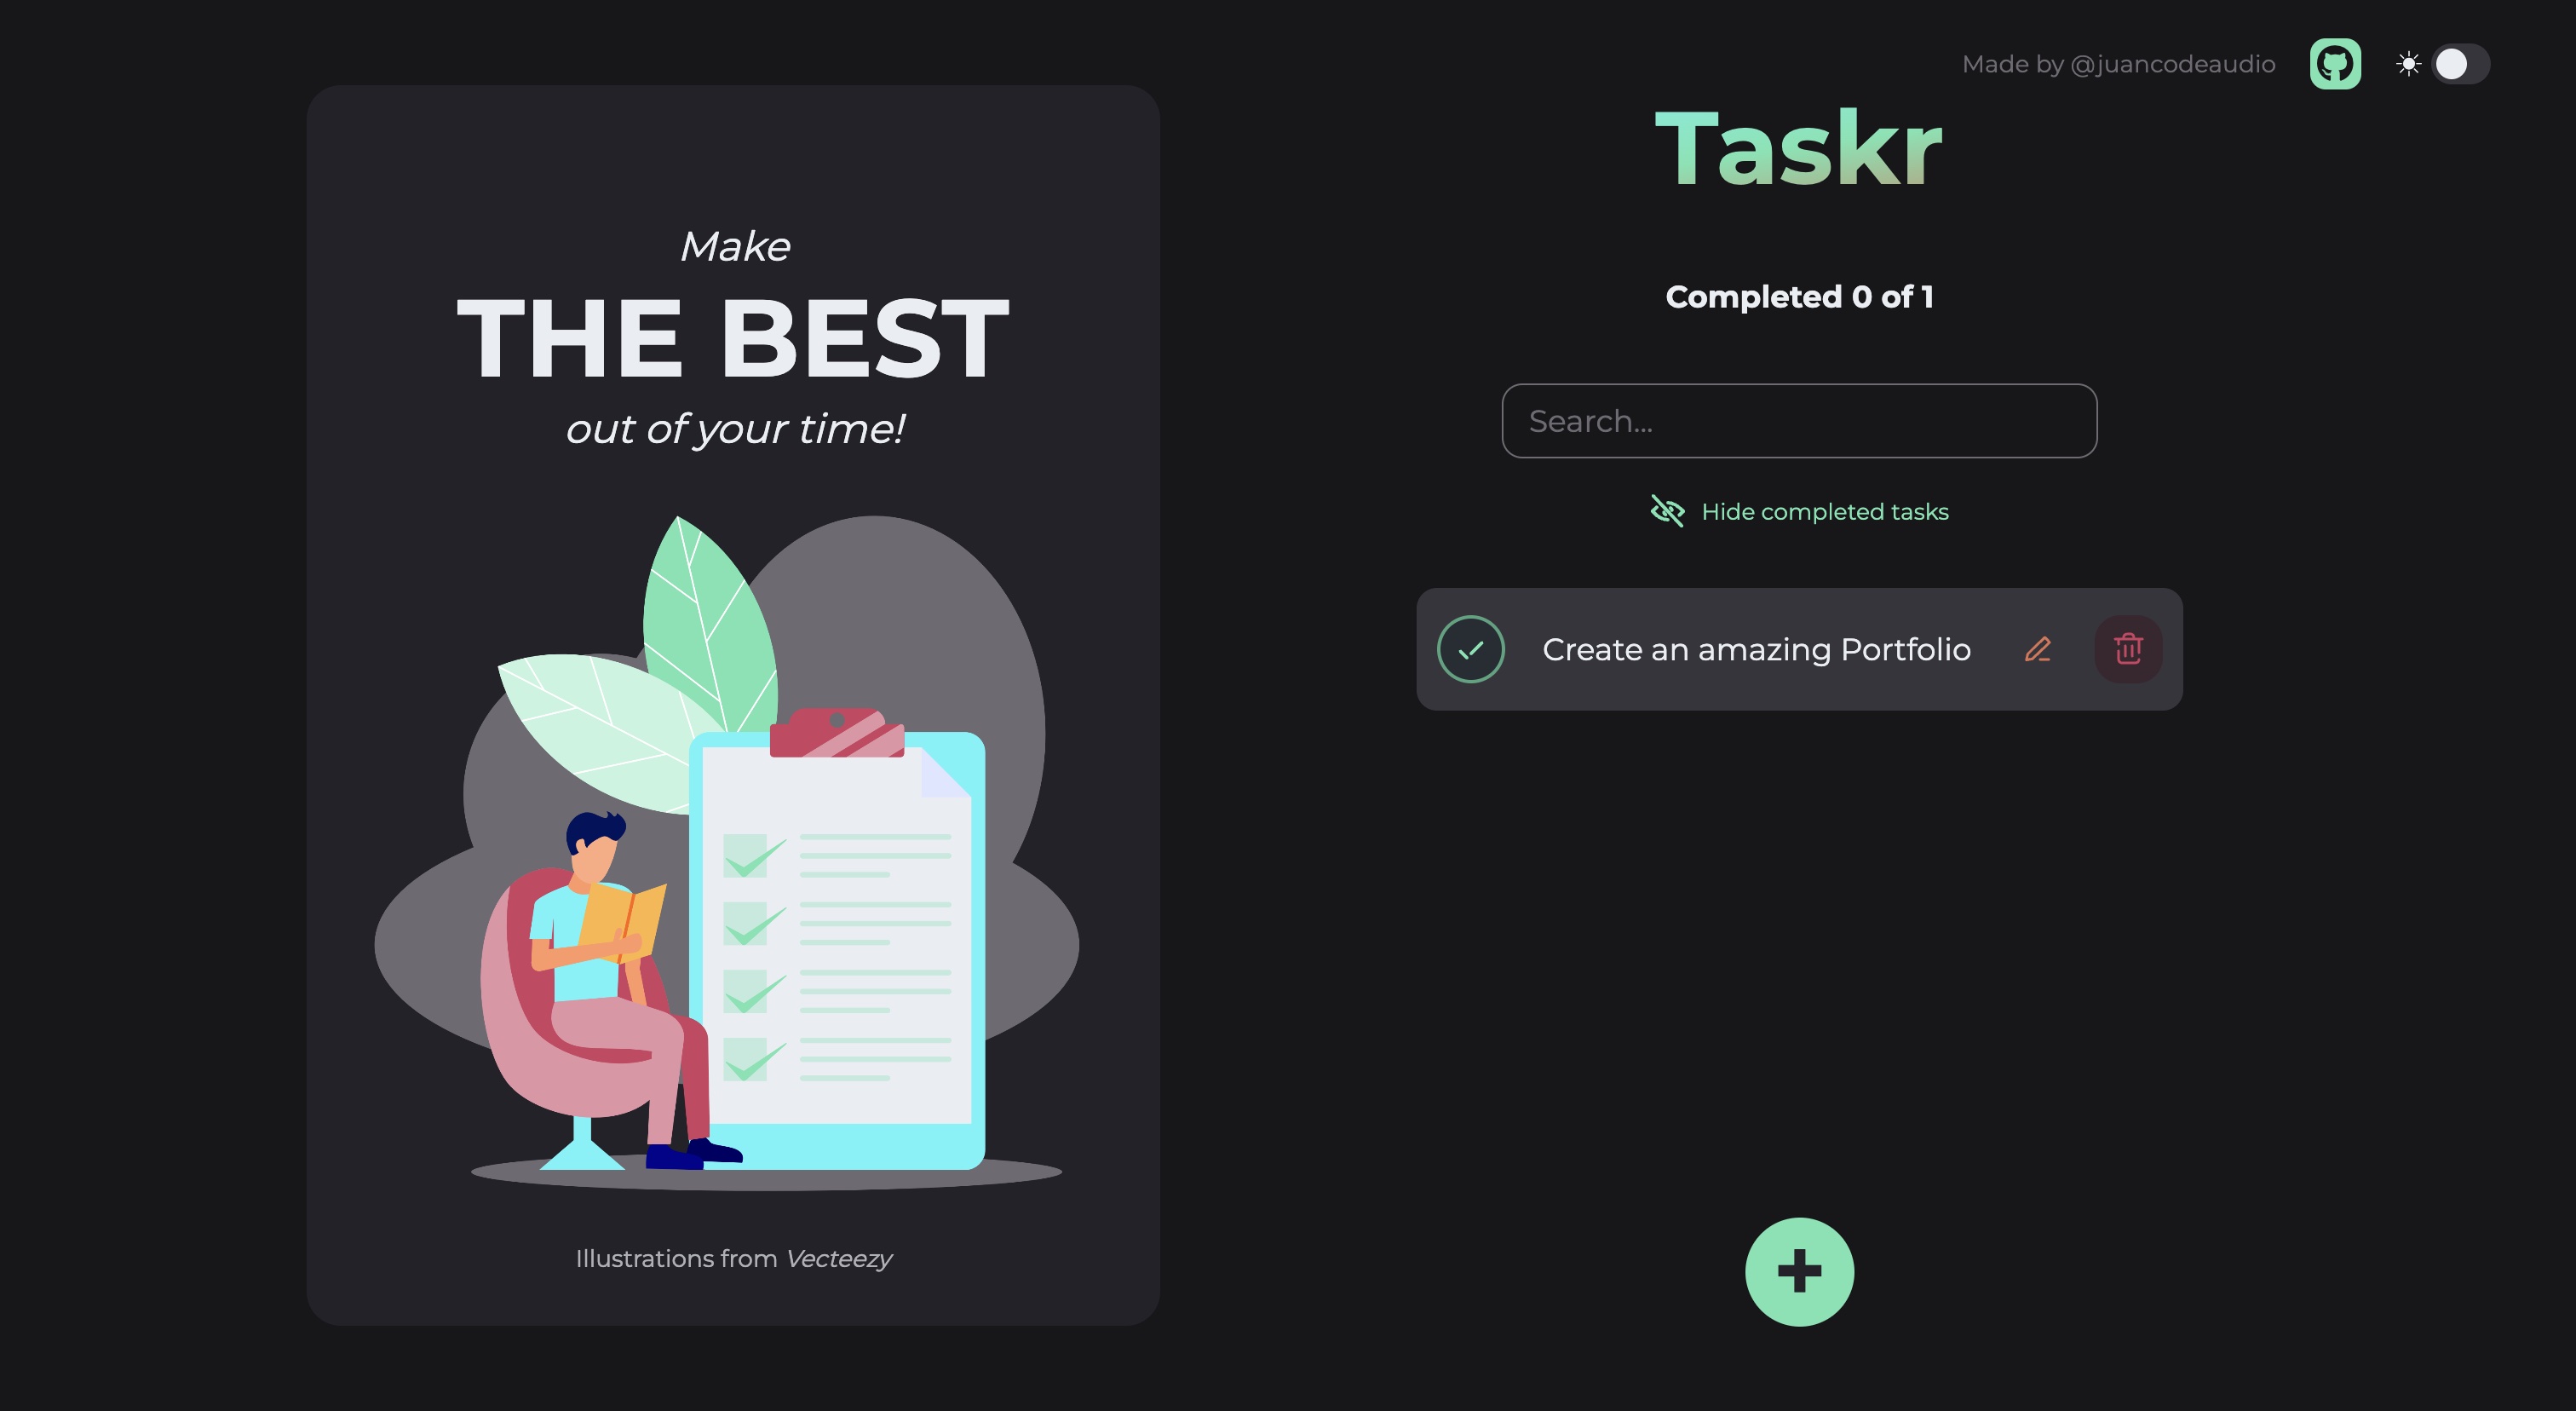 Made by @juancodeaudio
Make
THE BEST
out of your time!
Illustrations from Vecteezy
Taskr
Completed 0 of 1
Search...
Hide completed tasks
Create an amazing Portfolio